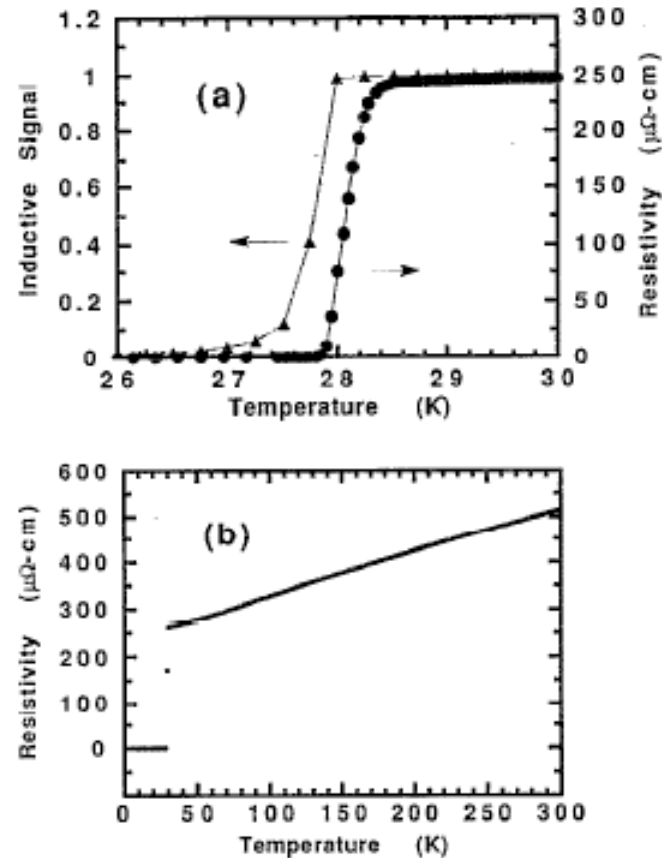 (a)
Inductive Signal
1.2
1
0.8
0.6
0.4
0.2
0
Resistivity (μΩ-cm)
300
250
200
150
100
50
0
26 27 28 29 30
Temperature (K)
(b)
Resistivity (μΩ-cm)
600
500
400
300
200
100
0
0 50 100 150 200 250 300
Temperature (K)